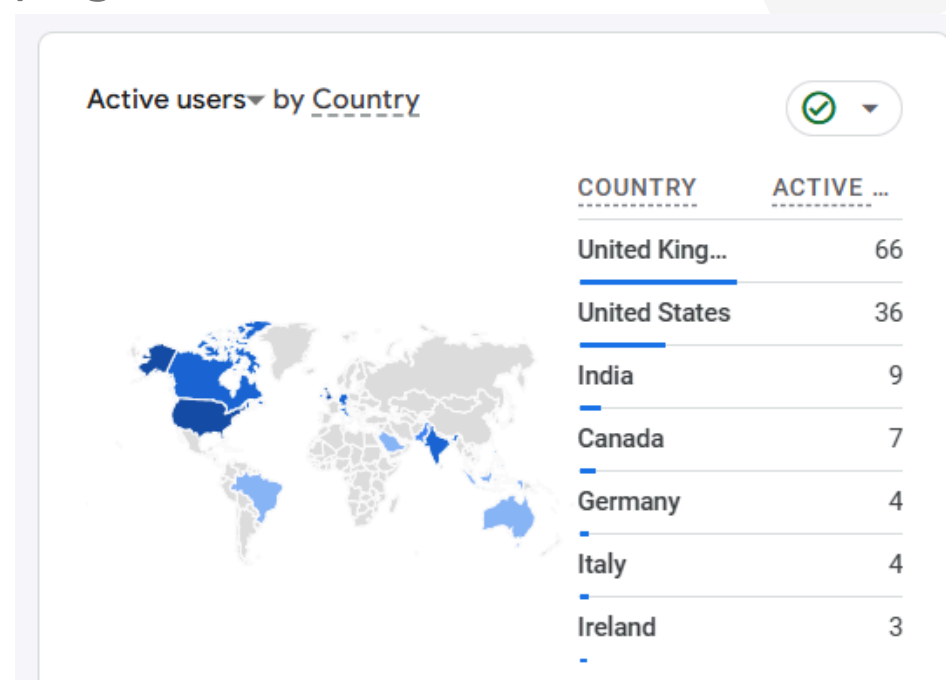 Active users by Country
COUNTRY ACTIVE ...
United King... 66
United States 36
India 9
Canada 7
Germany 4
Italy 4
Ireland 3